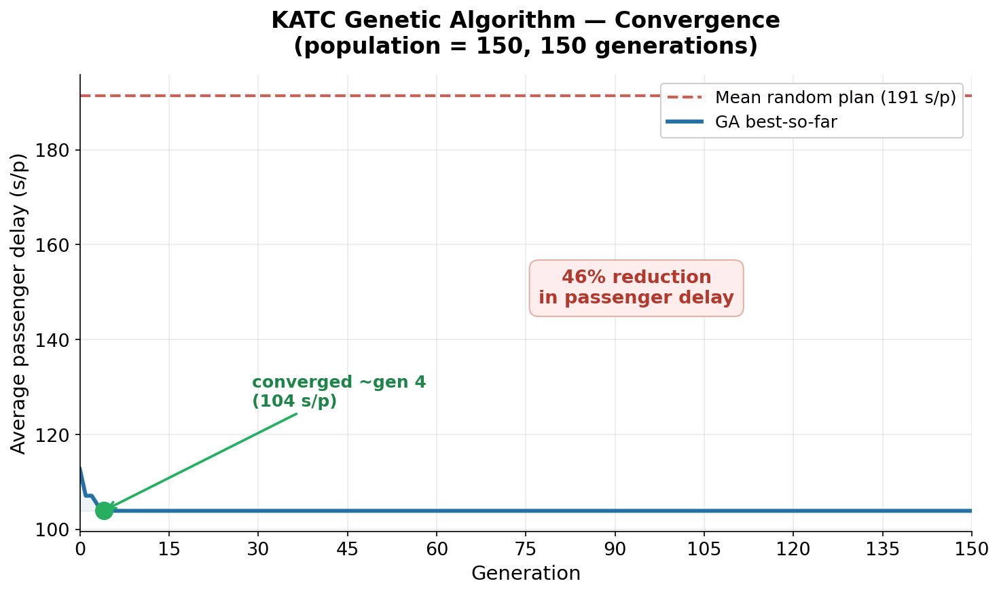 KATC Genetic Algorithm — Convergence
(population = 150, 150 generations)
Mean random plan (191 s/p)
GA best-so-far
Average passenger delay (s/p)
180
160
140
120
100
46% reduction
in passenger delay
converged ~gen 4
(104 s/p)
0 15 30 45 60 75 90 105 120 135 150
Generation